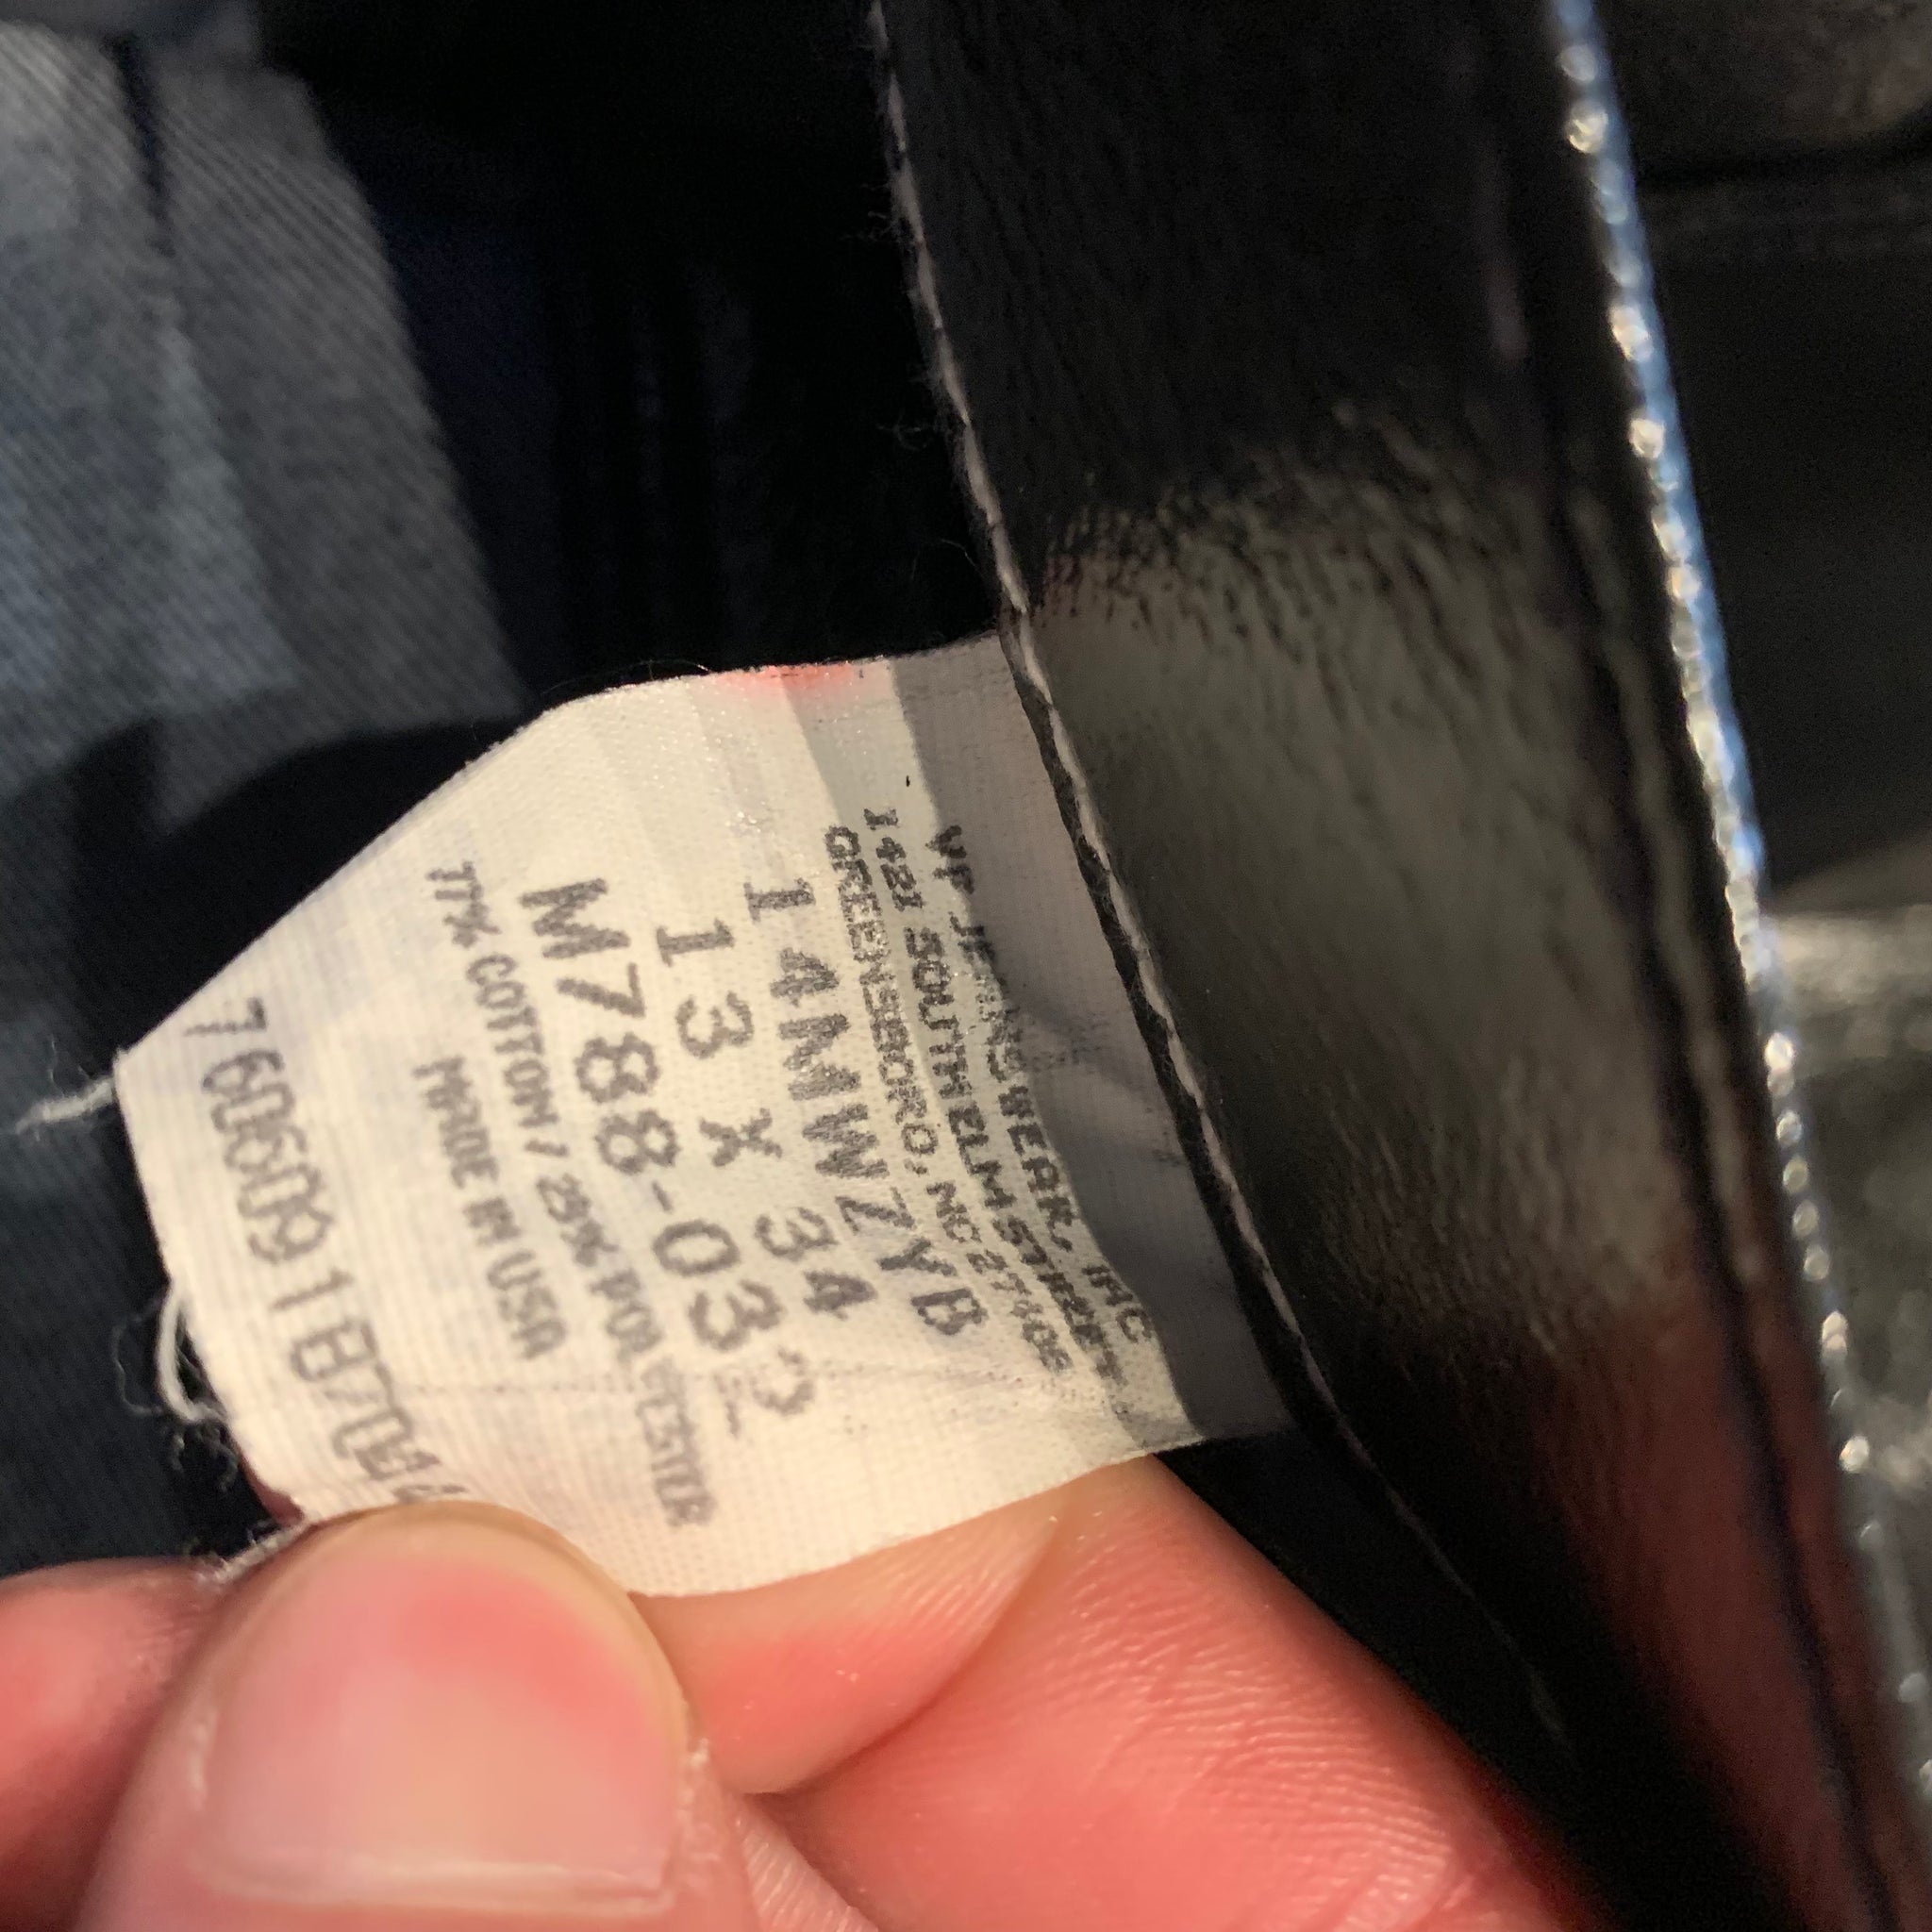 VF JEANSWEAR, INC
1421 SOUTH ELM STREET
GREENSBORO, NC 27406
14MWZYB
13 X 34
M788-032
77% COTTON / 23% POLYESTER
MADE IN USA
76060918700